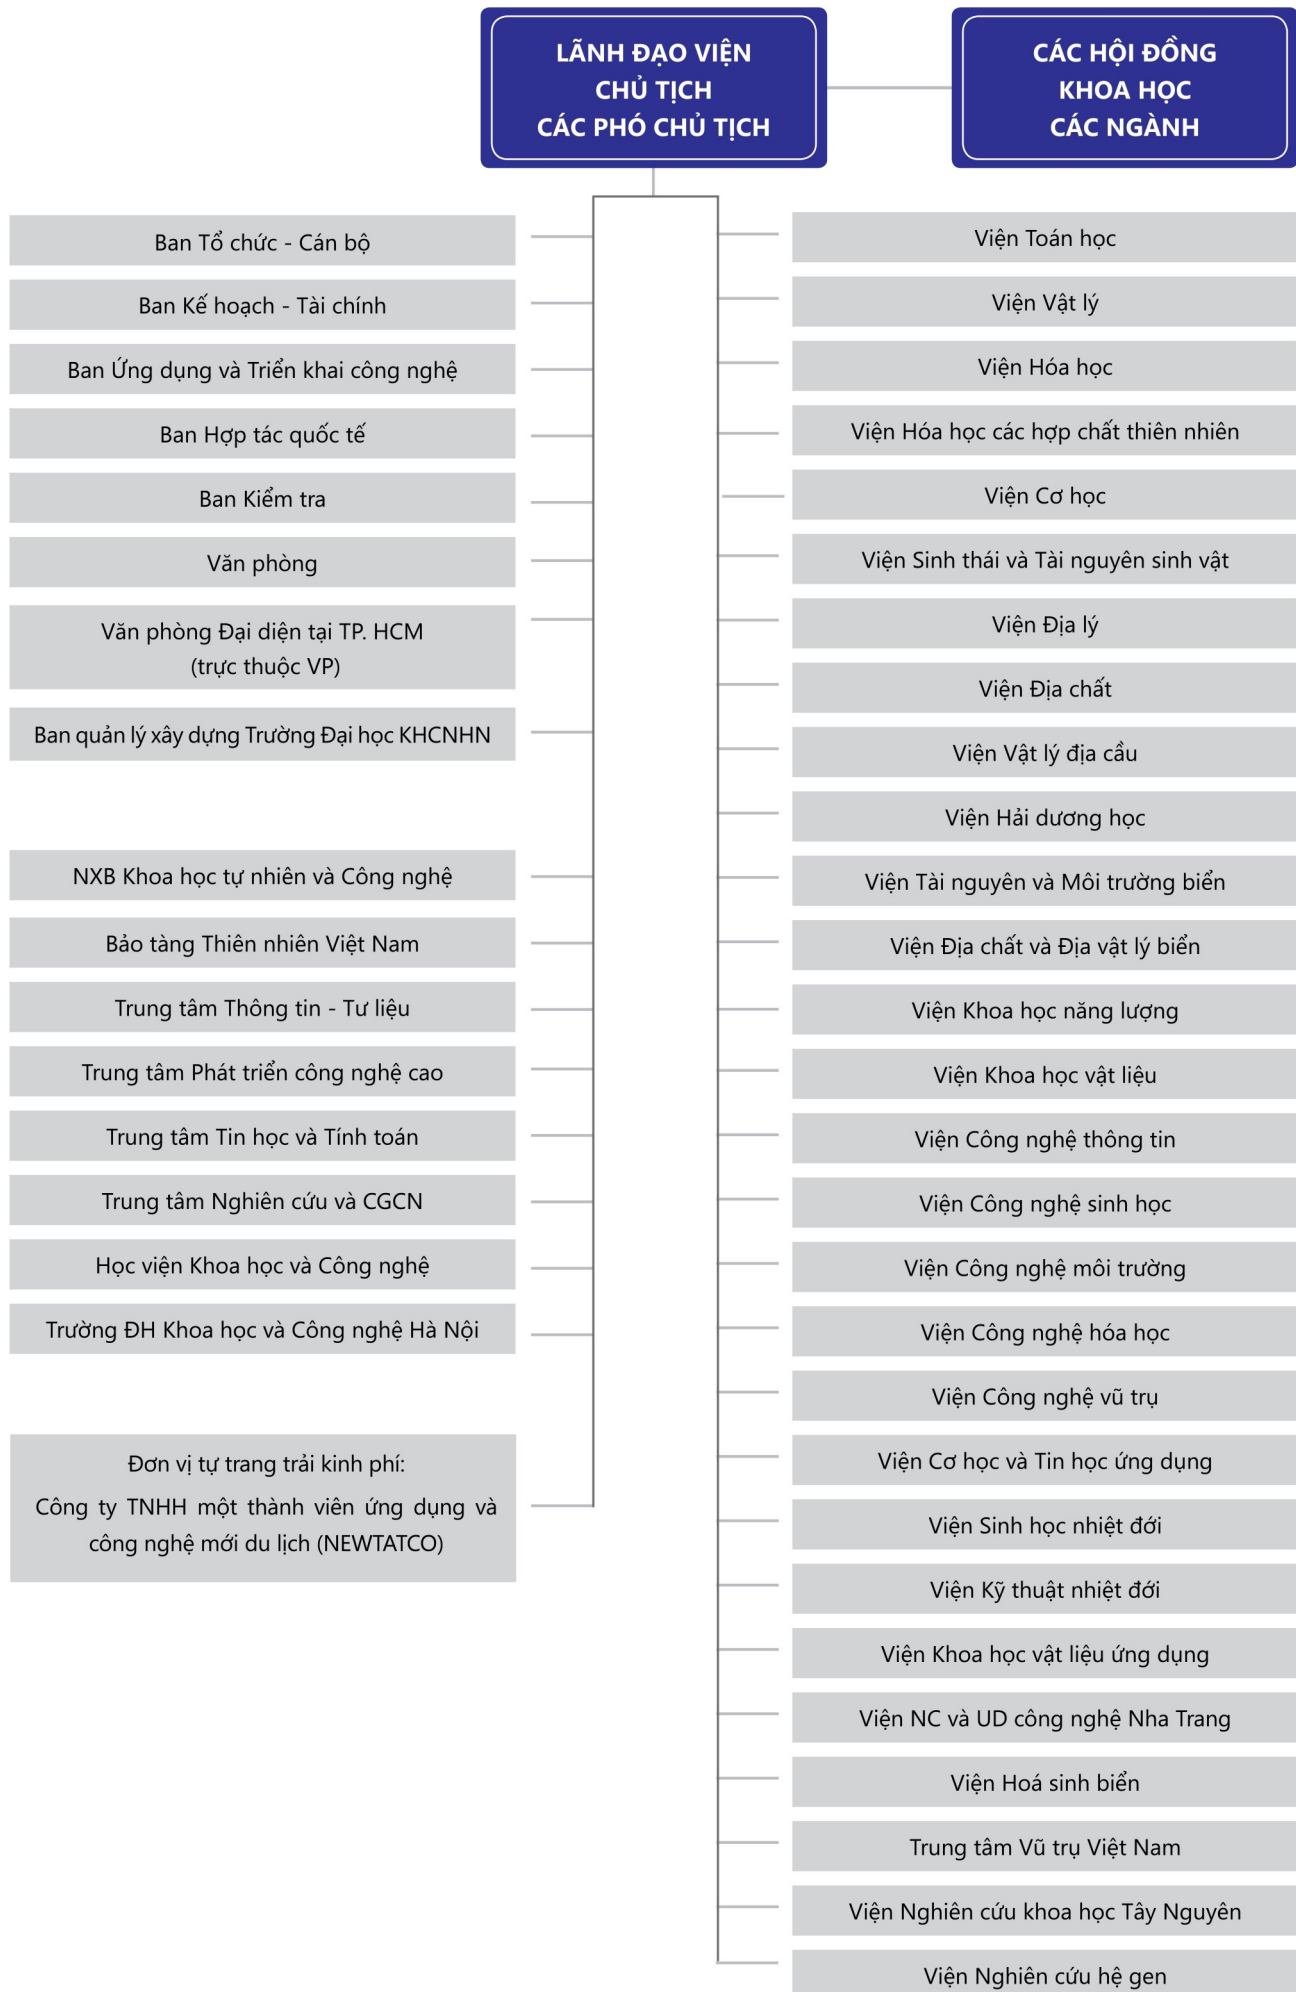 LÃNH ĐẠO VIỆN
CHỦ TỊCH
CÁC PHÓ CHỦ TỊCH
CÁC HỘI ĐỒNG
KHOA HỌC
CÁC NGÀNH
Ban Tổ chức - Cán bộ
Ban Kế hoạch - Tài chính
Ban Ứng dụng và Triển khai công nghệ
Ban Hợp tác quốc tế
Ban Kiểm tra
Văn phòng
Văn phòng Đại diện tại TP. HCM
(trực thuộc VP)
Ban quản lý xây dựng Trường Đại học KHCNHN
NXB Khoa học tự nhiên và Công nghệ
Bảo tàng Thiên nhiên Việt Nam
Trung tâm Thông tin - Tư liệu
Trung tâm Phát triển công nghệ cao
Trung tâm Tin học và Tính toán
Trung tâm Nghiên cứu và CGCN
Học viện Khoa học và Công nghệ
Trường ĐH Khoa học và Công nghệ Hà Nội
Đơn vị tự trang trải kinh phí:
Công ty TNHH một thành viên ứng dụng và
công nghệ mới du lịch (NEWTATCO)
Viện Toán học
Viện Vật lý
Viện Hóa học
Viện Hóa học các hợp chất thiên nhiên
Viện Cơ học
Viện Sinh thái và Tài nguyên sinh vật
Viện Địa lý
Viện Địa chất
Viện Vật lý địa cầu
Viện Hải dương học
Viện Tài nguyên và Môi trường biển
Viện Địa chất và Địa vật lý biển
Viện Khoa học năng lượng
Viện Khoa học vật liệu
Viện Công nghệ thông tin
Viện Công nghệ sinh học
Viện Công nghệ môi trường
Viện Công nghệ hóa học
Viện Công nghệ vũ trụ
Viện Cơ học và Tin học ứng dụng
Viện Sinh học nhiệt đới
Viện Kỹ thuật nhiệt đới
Viện Khoa học vật liệu ứng dụng
Viện NC và UD công nghệ Nha Trang
Viện Hoá sinh biển
Trung tâm Vũ trụ Việt Nam
Viện Nghiên cứu khoa học Tây Nguyên
Viện Nghiên cứu hệ gen